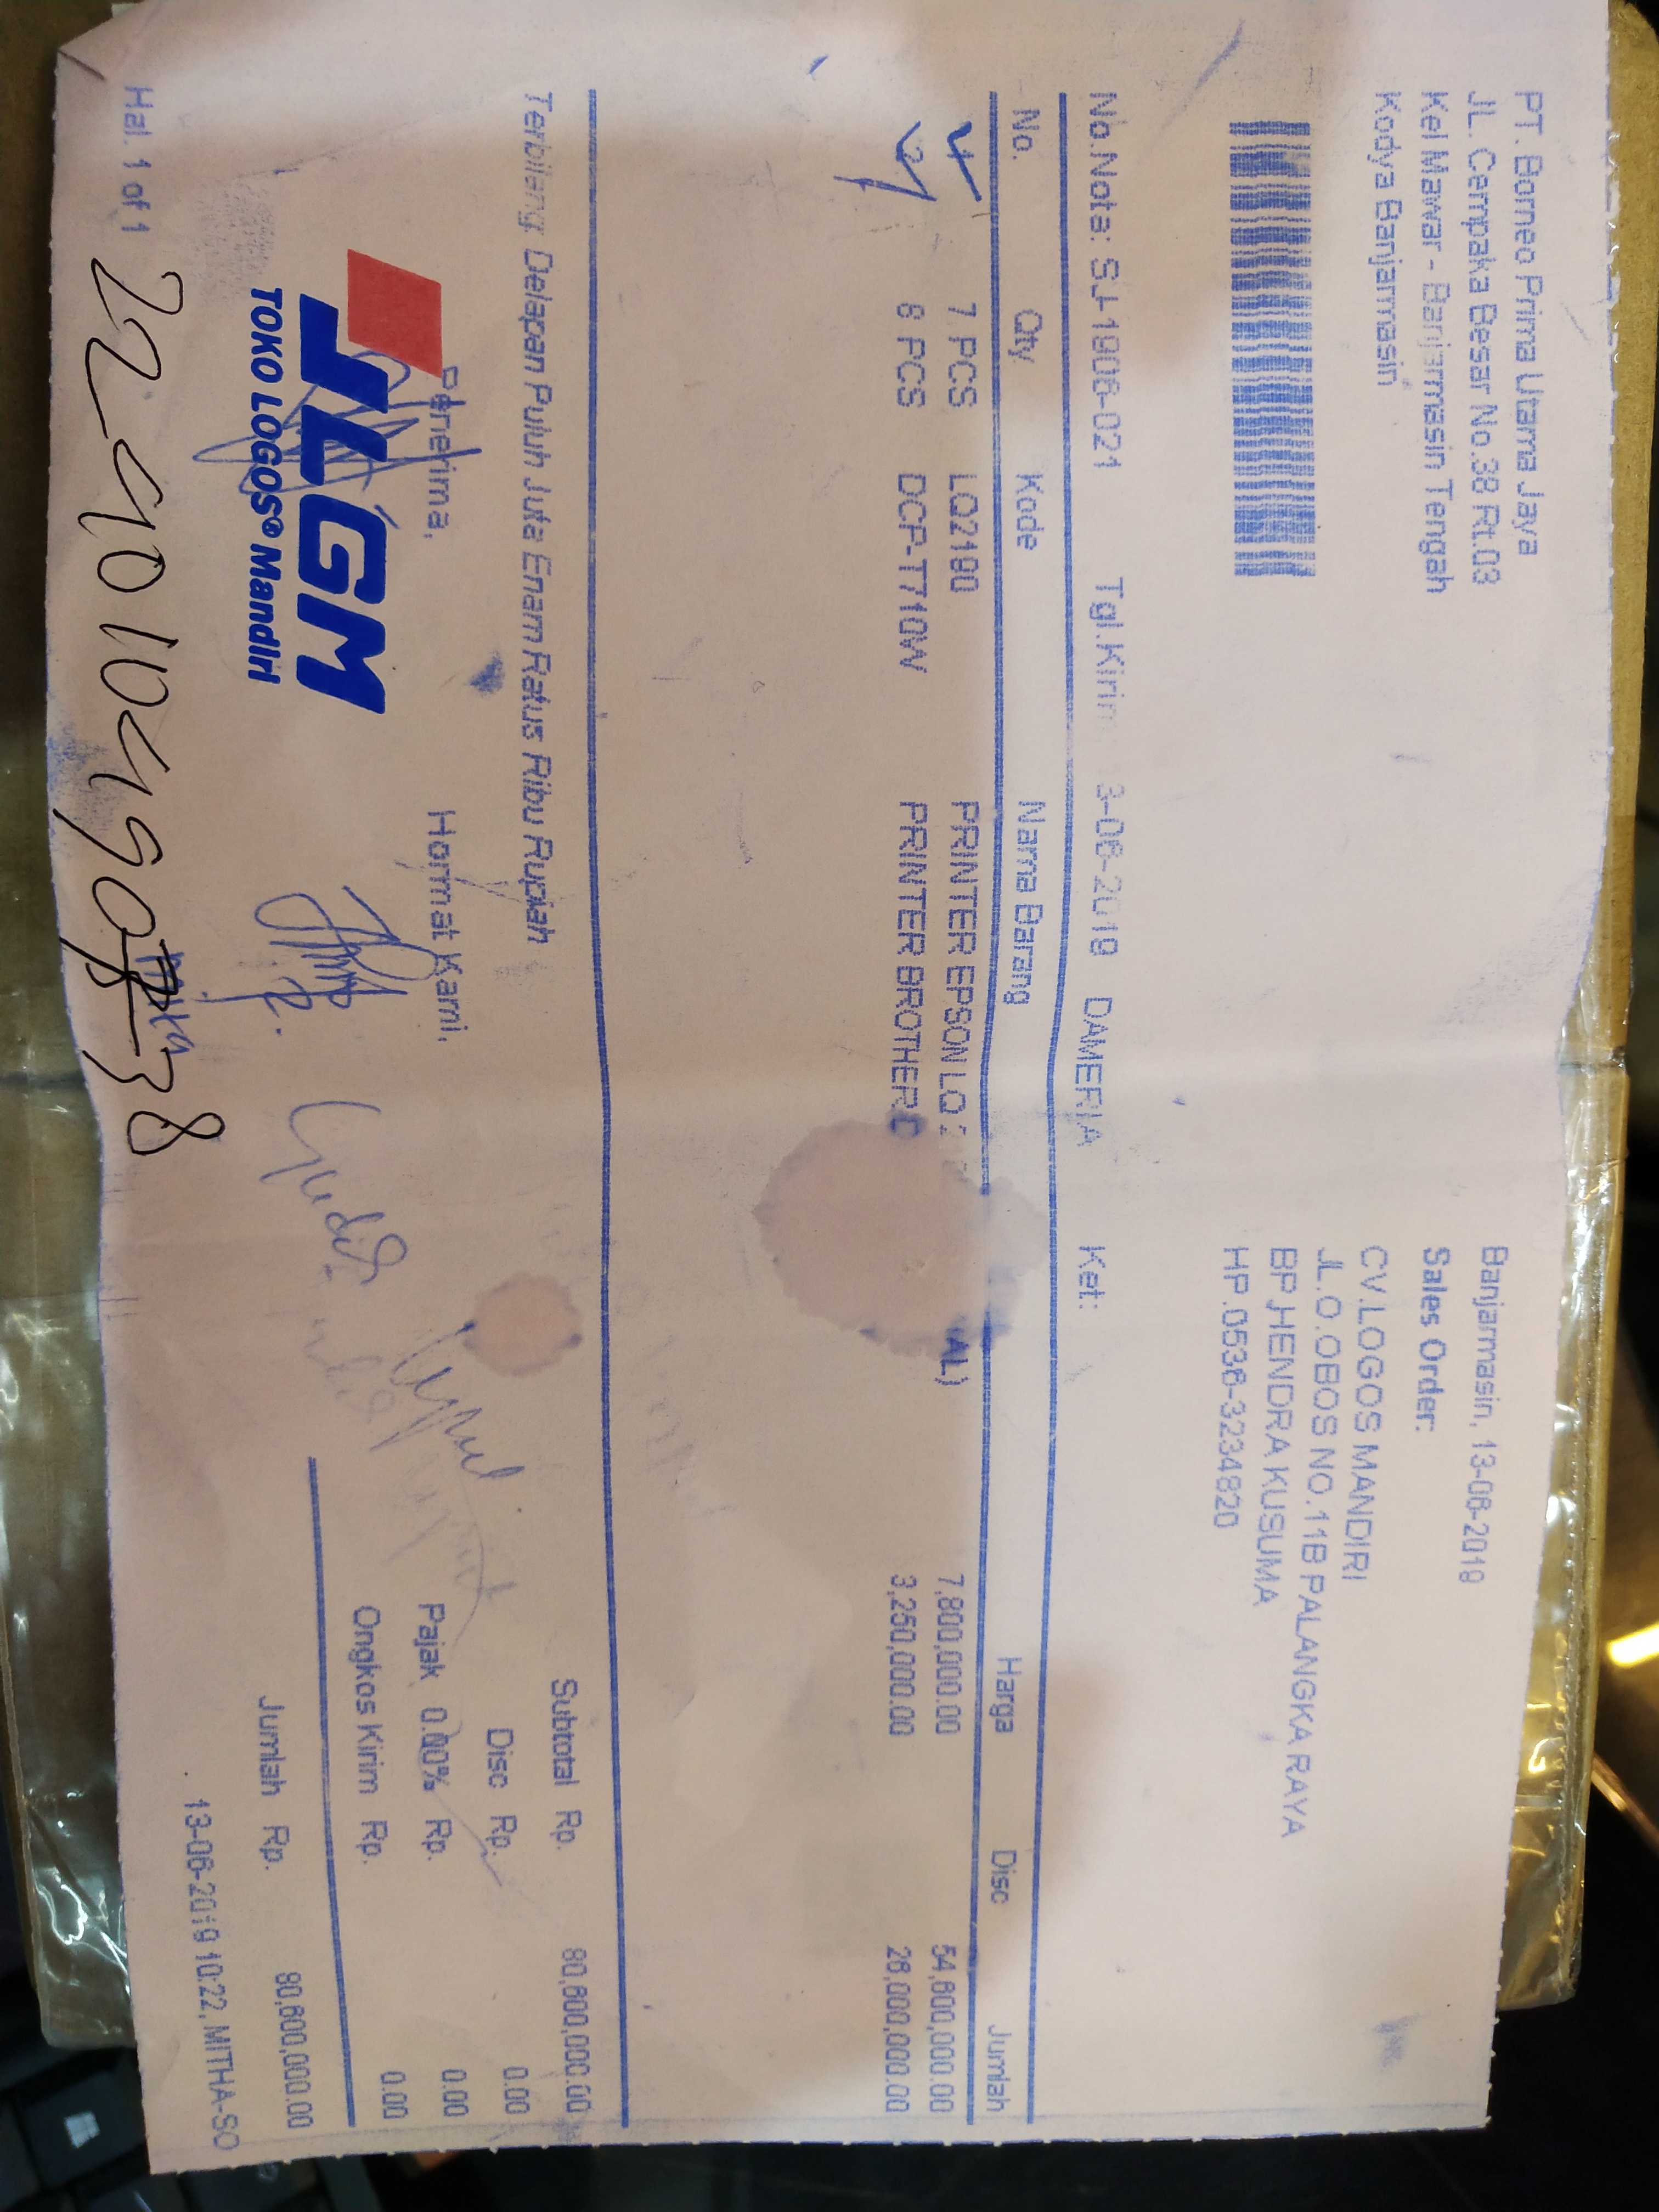 PT. Borneo Prima Utama Jaya
JL. Cempaka Besar No.38 Rt.03
Kel Mawar - Banjarmasin Tengah
Kodya Banjarmasin
Banjarmasin, 13-06-2019
Sales Order:
CV.LOGOS MANDIRI
JL.O.OBOS NO.11B PALANGKA RAYA
BP.HENDRA KUSUMA
HP.0536-3234820
No.Nota: SJ-1906-021 Tgl.Kirim 3-06-2019 DAMERIA Ket:
No. Qty Kode Nama Barang Harga Disc Jumlah
7 PCS LQ2190 PRINTER EPSON LQ AL) 7,800,000.00 54,600,000.00
8 PCS DCP-T710W PRINTER BROTHER 3,250,000.00 26,000,000.00
Terbilang Delapan Puluh Juta Enam Ratus Ribu Rupiah
Subtotal Rp. 80,600,000.00
Disc Rp. 0.00
Pajak 0.00% Rp. 0.00
Ongkos Kirim Rp. 0.00
Jumlah Rp. 80,600,000.00
Penerima, Hormat Kami,
JLGM
TOKO LOGOS® Mandiri
Hal. 1 of 1
13-06-2019 10:22, MITHA-SO